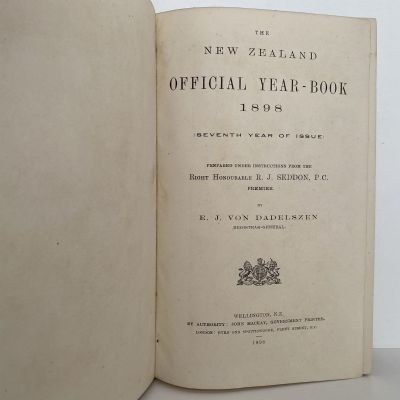 THE
NEW ZEALAND
OFFICIAL YEAR-BOOK
1898
(SEVENTH YEAR OF ISSUE)
PREPARED UNDER INSTRUCTIONS FROM THE
RIGHT HONOURABLE R. J. SEDDON, P.C.
PREMIER
BY
E. J. VON DADELSZEN
REGISTRAR-GENERAL.
WELLINGTON, N.Z.
BY AUTHORITY: JOHN MACKAY, GOVERNMENT PRINTER.
LONDON: EYRE AND SPOTTISWOODE, FLEET STREET, E.C.
1898